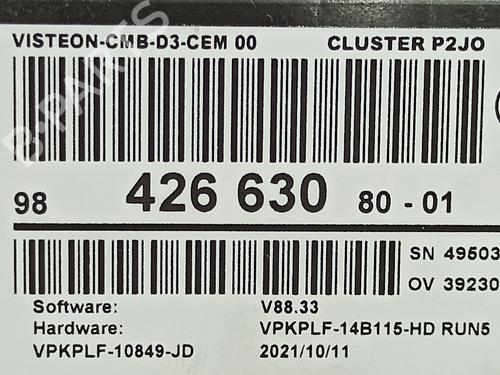 VISTEON-CMB-D3-CEM 00 CLUSTER P2JO
98 426 630 80 - 01
SN 49503
OV 39230
Software: V88.33
Hardware: VPKPLF-14B115-HD RUN5
VPKPLF-10849-JD 2021/10/11
B-PARTS